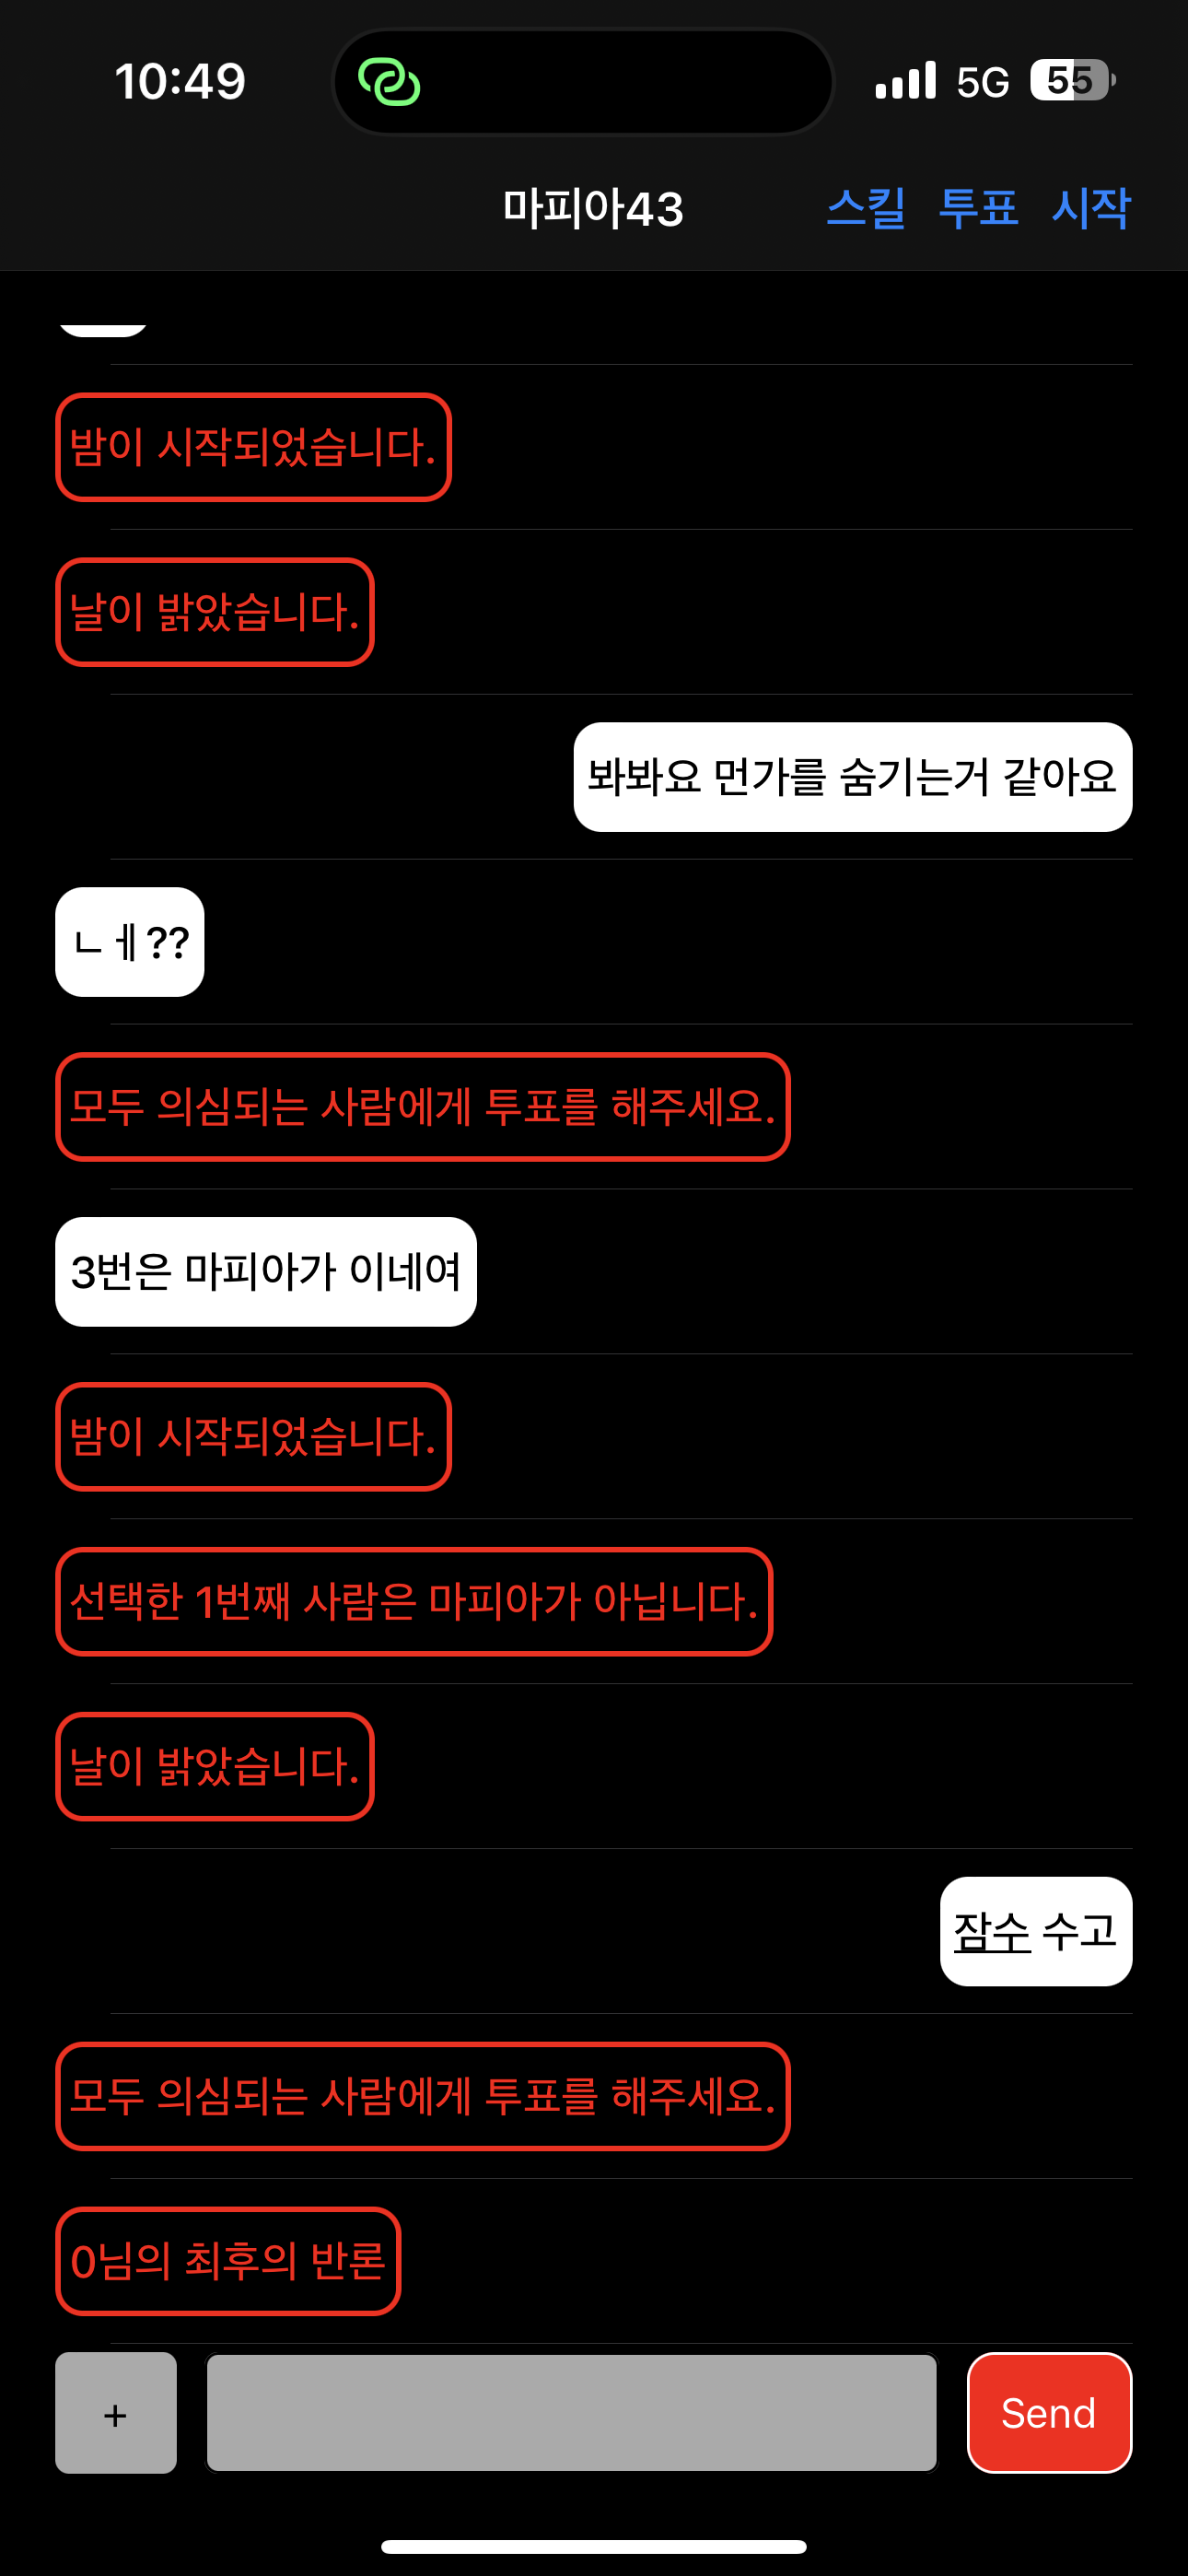 10:49
5G
55
마피아43
스킬 투표 시작
밤이 시작되었습니다.
날이 밝았습니다.
봐봐요 먼가를 숨기는거 같아요
ㄴㅔ??
모두 의심되는 사람에게 투표를 해주세요.
3번은 마피아가 이네여
밤이 시작되었습니다.
선택한 1번째 사람은 마피아가 아닙니다.
날이 밝았습니다.
잠수 수고
모두 의심되는 사람에게 투표를 해주세요.
0님의 최후의 반론
+
Send